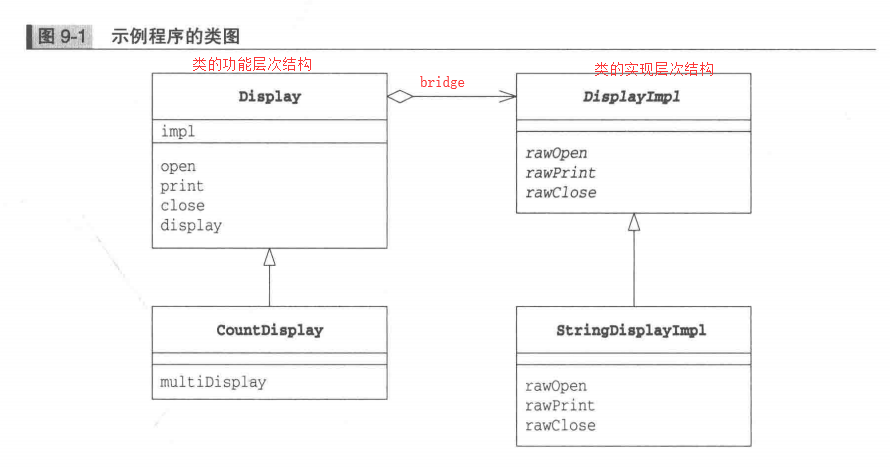 图 9-1 示例程序的类图
类的功能层次结构
bridge
类的实现层次结构
Display
impl
open
print
close
display
DisplayImpl
rawOpen
rawPrint
rawClose
CountDisplay
multiDisplay
StringDisplayImpl
rawOpen
rawPrint
rawClose